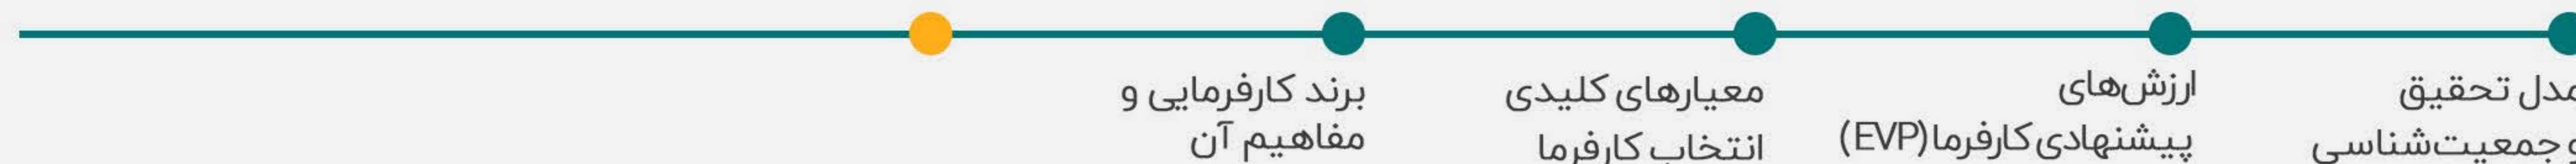 مدل تحقیق
و جمعیت‌شناسی
ارزش‌های
پیشنهادی کارفرما(EVP)
معیارهای کلیدی
انتخاب کارفرما
برند کارفرمایی و
مفاهیم آن